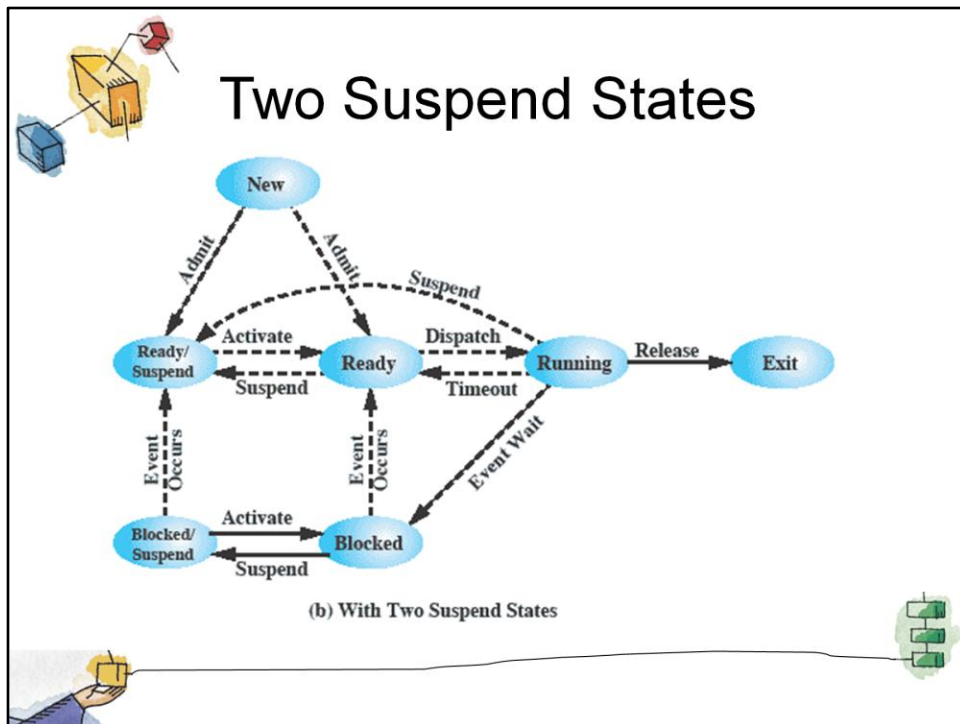 Two Suspend States
New
Admit
Admit
Suspend
Ready/
Suspend
Activate
Suspend
Ready
Dispatch
Timeout
Running
Release
Exit
Event
Occurs
Event
Occurs
Event Wait
Blocked/
Suspend
Activate
Suspend
Blocked
(b) With Two Suspend States